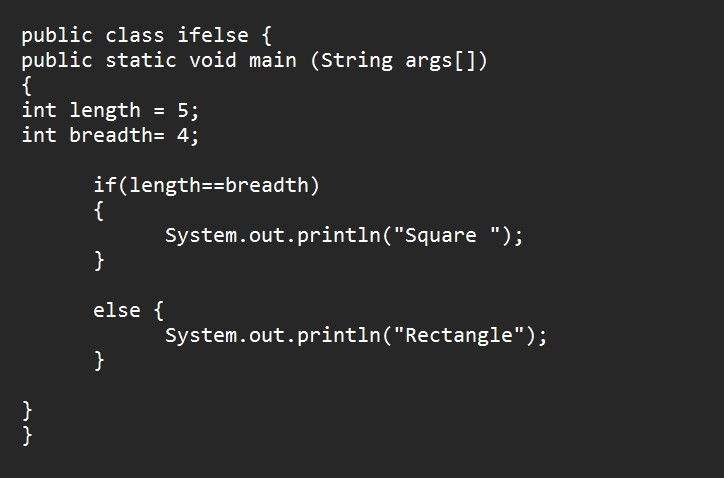 public class ifelse {
public static void main (String args[])
{
int length = 5;
int breadth= 4;
if(length==breadth)
{
System.out.println("Square ");
}
else {
System.out.println("Rectangle");
}
}
}